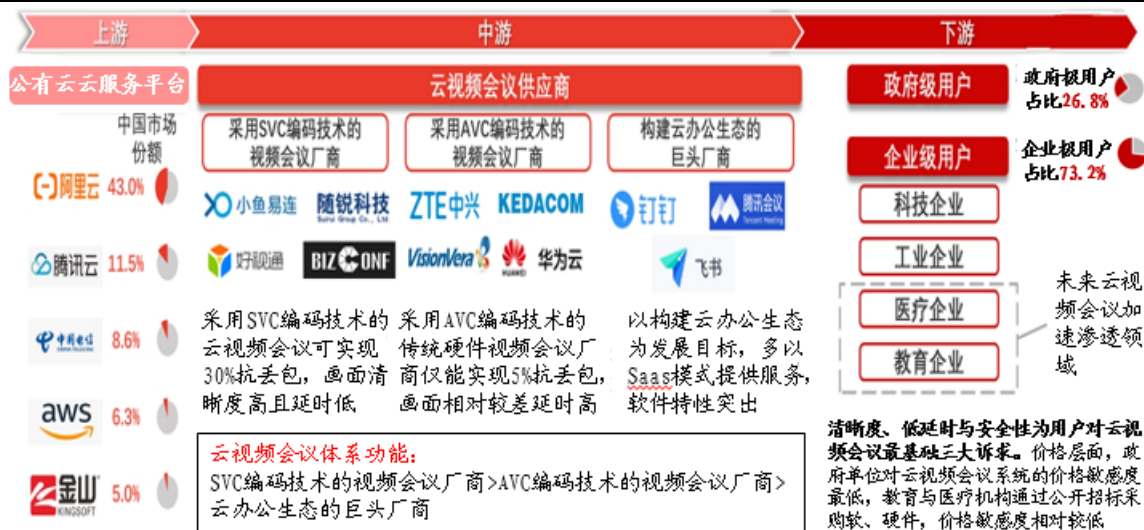 上游
中游
下游
公有云云服务平台
中国市场
份额
阿里云 43.0%
腾讯云 11.5%
中国电信 8.6%
aws 6.3%
金山 5.0%
KINGSOFT
云视频会议供应商
采用SVC编码技术的
视频会议厂商
采用AVC编码技术的
视频会议厂商
构建云办公生态的
巨头厂商
小鱼易连 随锐科技
Suirui Group Co., Ltd
好视通 BIZCONF
ZTE中兴 KEDACOM
VisionVera HUAWEI 华为云
钉钉 腾讯会议
Tencent Meeting
飞书
采用SVC编码技术的
云视频会议可实现
30%抗丢包，画面清
晰度高且延时低
采用AVC编码技术的
传统硬件视频会议厂
商仅能实现5%抗丢包，
画面相对较差延时高
以构建云办公生态
为发展目标，多以
Saas模式提供服务，
软件特性突出
云视频会议体系功能：
SVC编码技术的视频会议厂商>AVC编码技术的视频会议厂商>
云办公生态的巨头厂商
政府级用户
政府极用户
占比26.8%
企业级用户
企业极用户
占比73.2%
科技企业
工业企业
医疗企业
教育企业
未来云视
频会议加
速渗透领
域
清晰度、低延时与安全性为用户对云视
频会议最基础三大诉求。价格层面，政
府单位对云视频会议系统的价格敏感度
最低，教育与医疗机构通过公开招标采
购软、硬件，价格敏感度相对较低